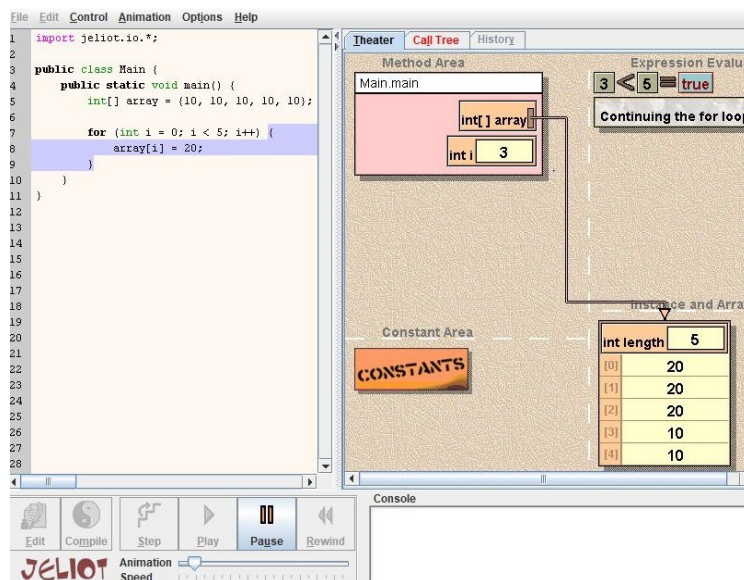 File Edit Control Animation Options Help
1 import jeliot.io.*;
2
3 public class Main {
4 public static void main() {
5 int[] array = {10, 10, 10, 10, 10};
6
7 for (int i = 0; i < 5; i++) {
8 array[i] = 20;
9 }
10 }
11 }
12
13
14
15
16
17
18
19
20
21
22
23
24
25
26
27
28
Theater Call Tree History
Method Area
Main.main
int[] array
int i 3
Expression Evalu
3 < 5 = true
Continuing the for loop
Constant Area
CONSTANTS
Instance and Arra
int length 5
[0] 20
[1] 20
[2] 20
[3] 10
[4] 10
Edit Compile Step Play Pause Rewind
JELIOT
Animation
Speed
Console